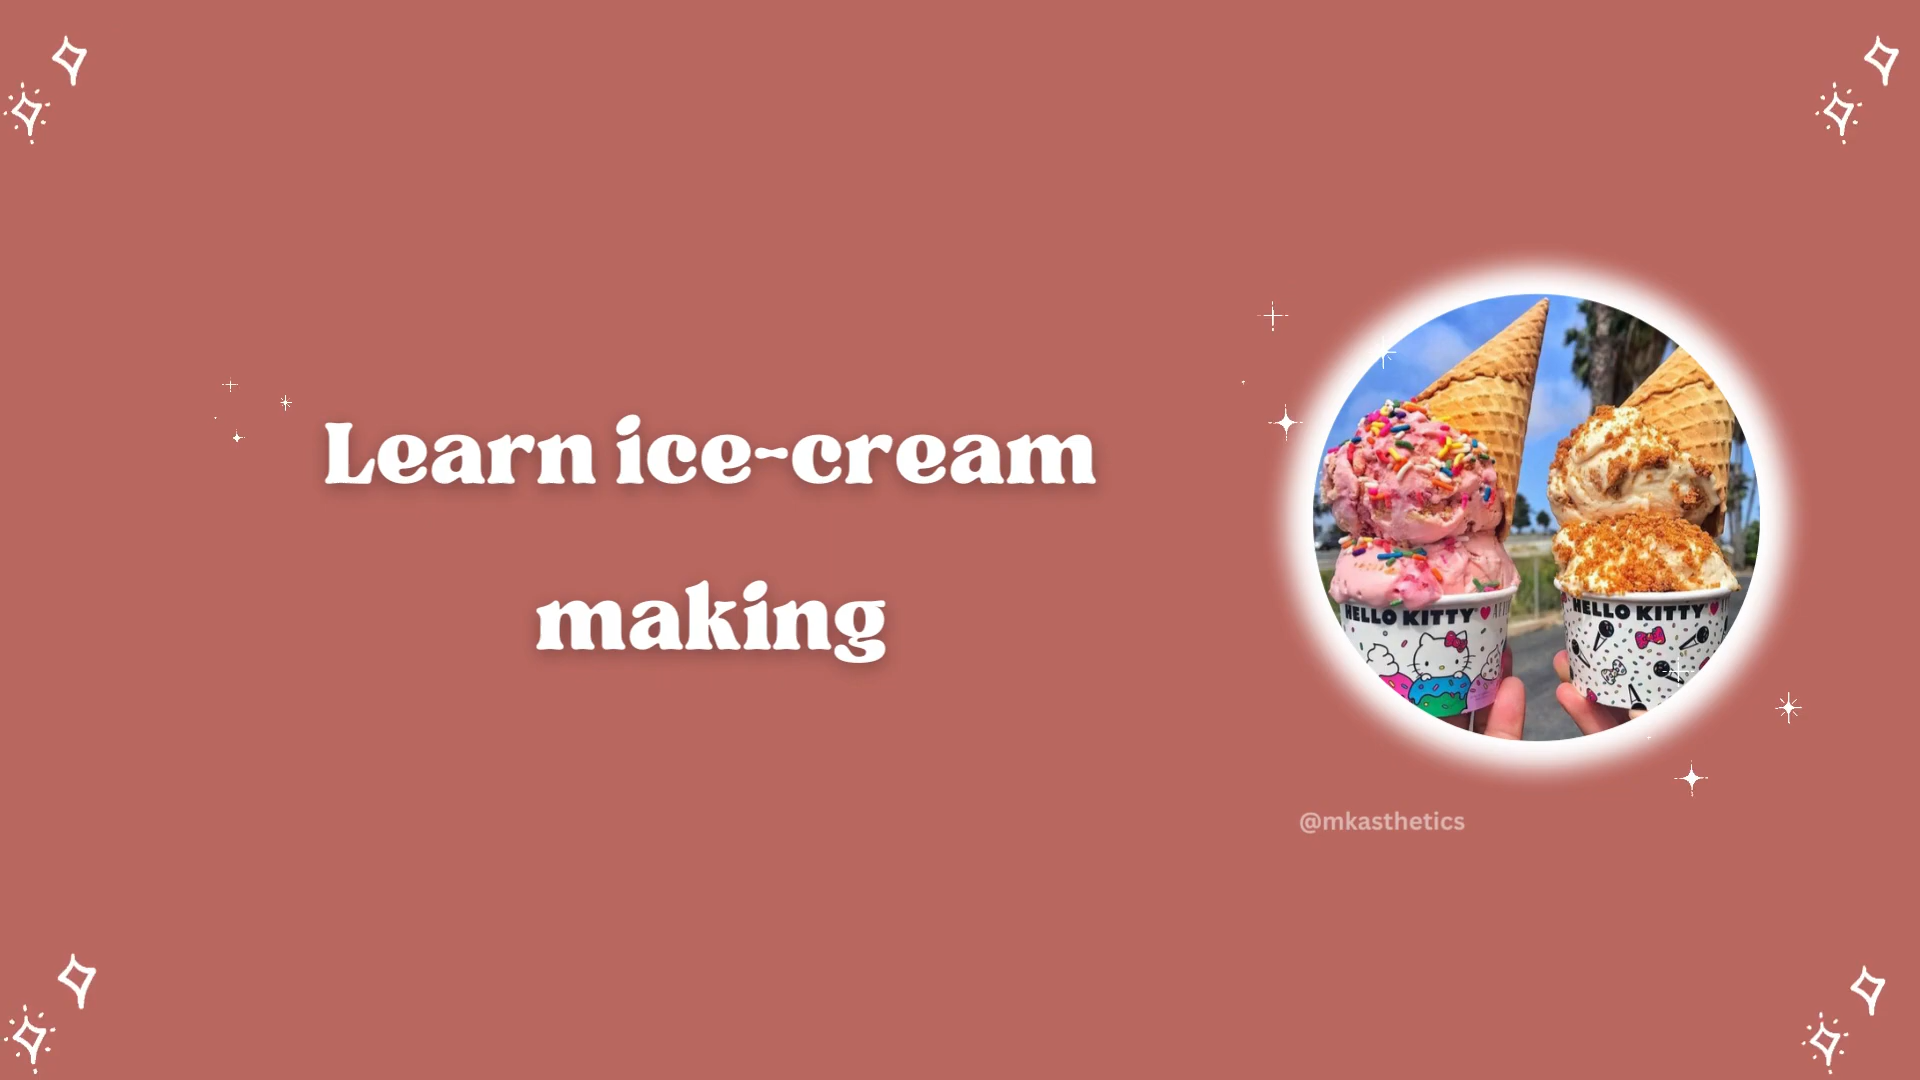 Learn ice-cream
making
HELLO KITTY
HELLO KITTY
@mkasthetics